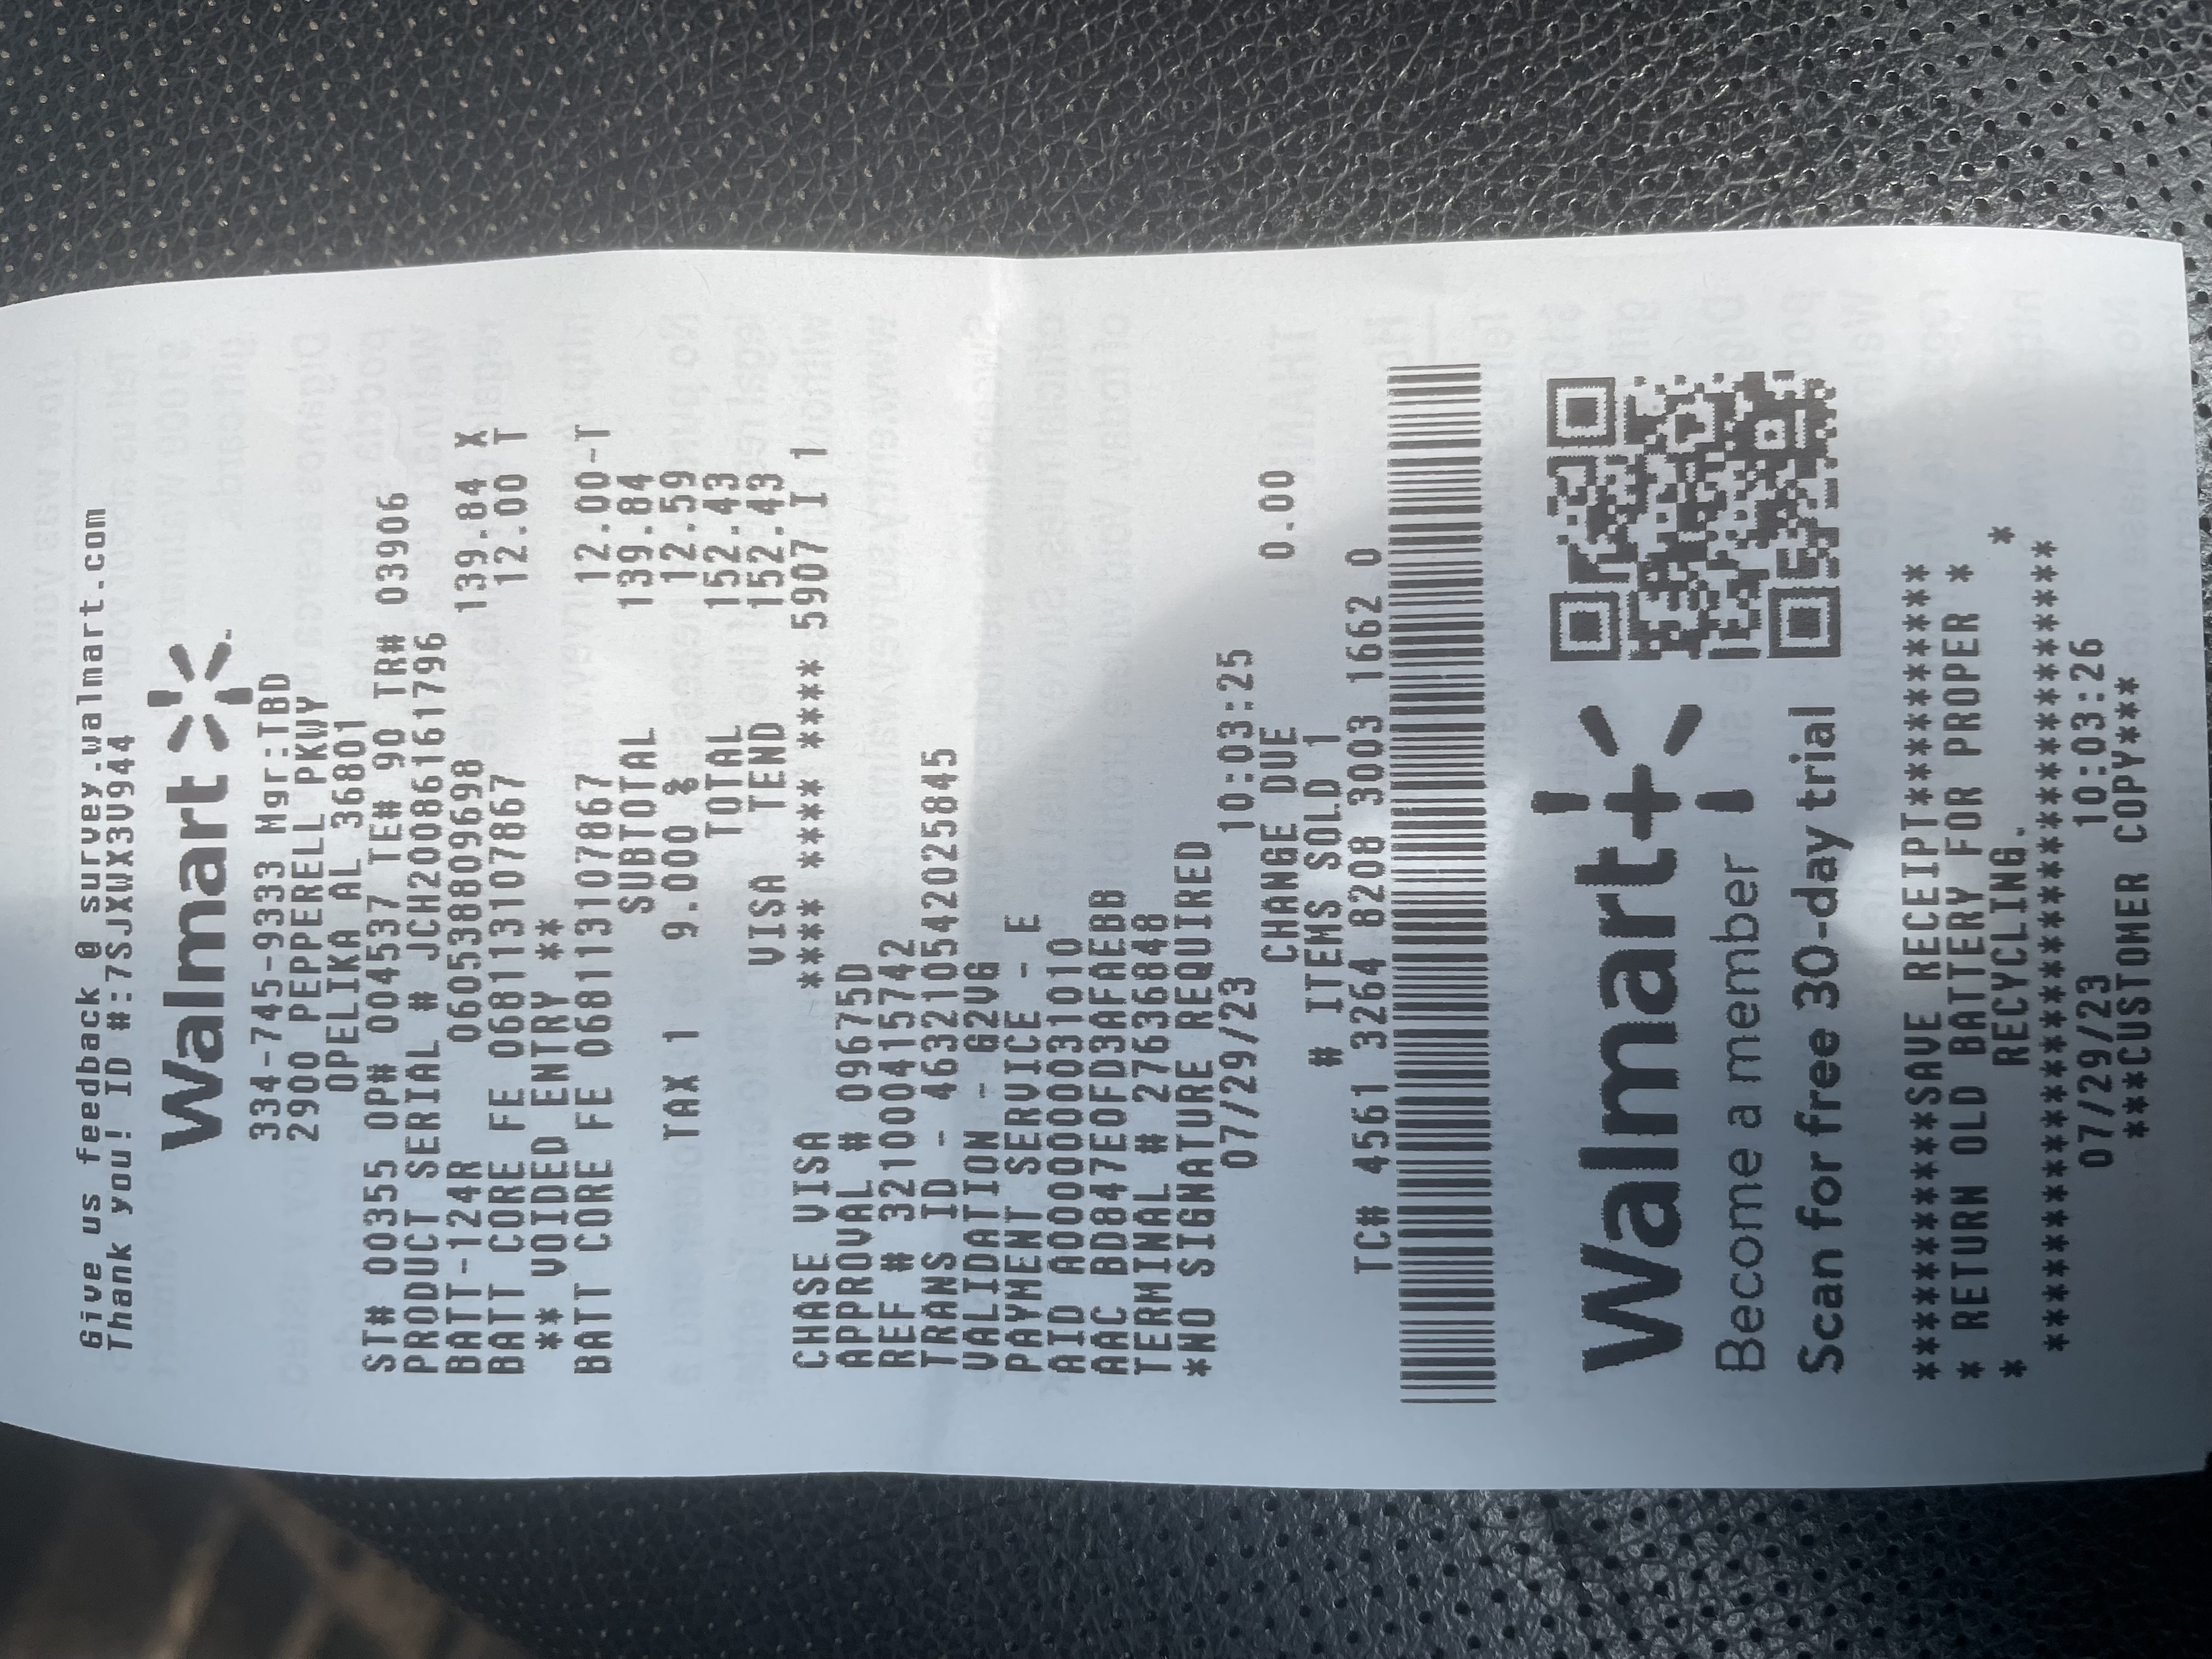 Give us feedback @ survey.walmart.com
Thank you! ID #:7SJXWX3V944
Walmart
334-745-9333 Mgr:TBD
2900 PEPPERELL PKWY
OPELIKA AL 36801
ST# 00355 OP# 004537 TE# 90 TR# 03906
PRODUCT SERIAL # JCH20086161796
BATT-124R 060538809698 139.84 X
BATT CORE FE 068113107867 12.00 T
** VOIDED ENTRY **
BATT CORE FE 068113107867 12.00-T
SUBTOTAL 139.84
TAX 1 9.000 % 12.59
TOTAL 152.43
VISA TEND 152.43
CHASE VISA **** **** **** 5907 I 1
APPROVAL # 09675D
REF # 321000415742
TRANS ID - 463210542025845
VALIDATION - G2VG
PAYMENT SERVICE - E
AID A0000000031010
AAC BD847E0FD3AFAEBB
TERMINAL # 27636848
*NO SIGNATURE REQUIRED
07/29/23 10:03:25
CHANGE DUE 0.00
# ITEMS SOLD 1
TC# 4561 3264 8208 3003 1662 0
Walmart+
Become a member
Scan for free 30-day trial
************SAVE RECEIPT************
* RETURN OLD BATTERY FOR PROPER *
* RECYCLING. *
************************************
07/29/23 10:03:26
***CUSTOMER COPY***